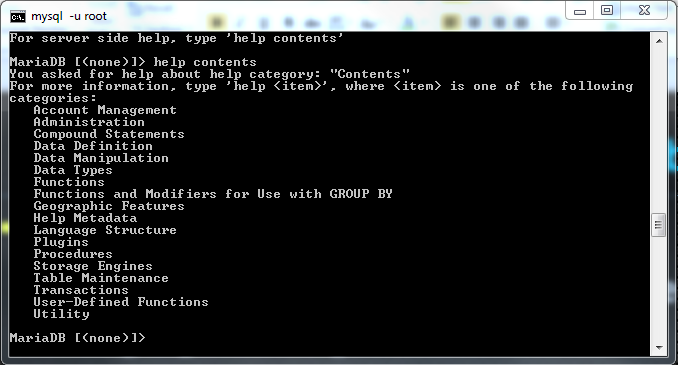 mysql -u root
For server side help, type 'help contents'
MariaDB [(none)]> help contents
You asked for help about help category: "Contents"
For more information, type 'help <item>', where <item> is one of the following
categories:
Account Management
Administration
Compound Statements
Data Definition
Data Manipulation
Data Types
Functions
Functions and Modifiers for Use with GROUP BY
Geographic Features
Help Metadata
Language Structure
Plugins
Procedures
Storage Engines
Table Maintenance
Transactions
User-Defined Functions
Utility
MariaDB [(none)]>